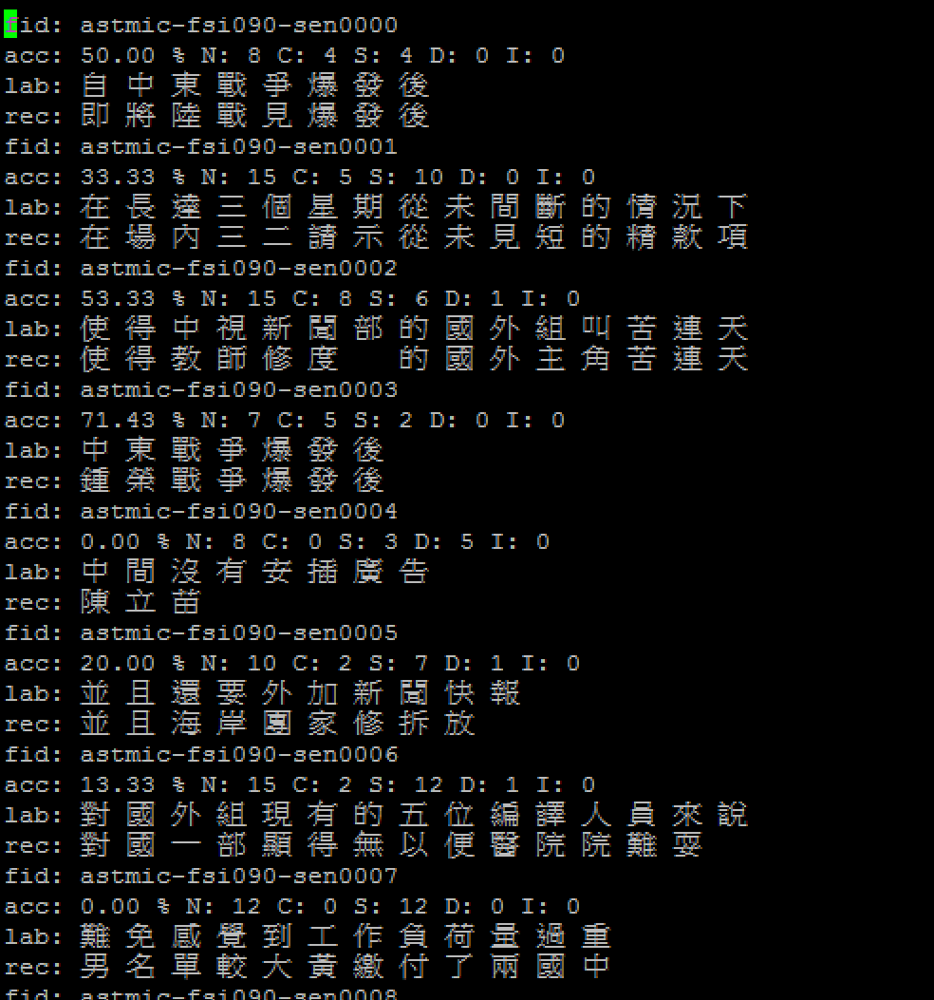 fid: astmic-fsi090-sen0000
acc: 50.00 % N: 8 C: 4 S: 4 D: 0 I: 0
lab: 自 中 東 戰 爭 爆 發 後
rec: 即 將 陸 戰 見 爆 發 後
fid: astmic-fsi090-sen0001
acc: 33.33 % N: 15 C: 5 S: 10 D: 0 I: 0
lab: 在 長 達 三 個 星 期 從 未 間 斷 的 情 況 下
rec: 在 場 內 三 二 請 示 從 未 見 短 的 精 款 項
fid: astmic-fsi090-sen0002
acc: 53.33 % N: 15 C: 8 S: 6 D: 1 I: 0
lab: 使 得 中 視 新 聞 部 的 國 外 組 叫 苦 連 天
rec: 使 得 教 師 修 度 的 國 外 主 角 苦 連 天
fid: astmic-fsi090-sen0003
acc: 71.43 % N: 7 C: 5 S: 2 D: 0 I: 0
lab: 中 東 戰 爭 爆 發 後
rec: 鍾 榮 戰 爭 爆 發 後
fid: astmic-fsi090-sen0004
acc: 0.00 % N: 8 C: 0 S: 3 D: 5 I: 0
lab: 中 間 沒 有 安 插 廣 告
rec: 陳 立 苗
fid: astmic-fsi090-sen0005
acc: 20.00 % N: 10 C: 2 S: 7 D: 1 I: 0
lab: 並 且 還 要 外 加 新 聞 快 報
rec: 並 且 海 岸 團 家 修 拆 放
fid: astmic-fsi090-sen0006
acc: 13.33 % N: 15 C: 2 S: 12 D: 1 I: 0
lab: 對 國 外 組 現 有 的 五 位 編 譯 人 員 來 說
rec: 對 國 一 部 顯 得 無 以 便 醫 院 院 難 耍
fid: astmic-fsi090-sen0007
acc: 0.00 % N: 12 C: 0 S: 12 D: 0 I: 0
lab: 難 免 感 覺 到 工 作 負 荷 量 過 重
rec: 男 名 單 較 大 黃 繳 付 了 兩 國 中
fid: astmic-fsi090-sen0008